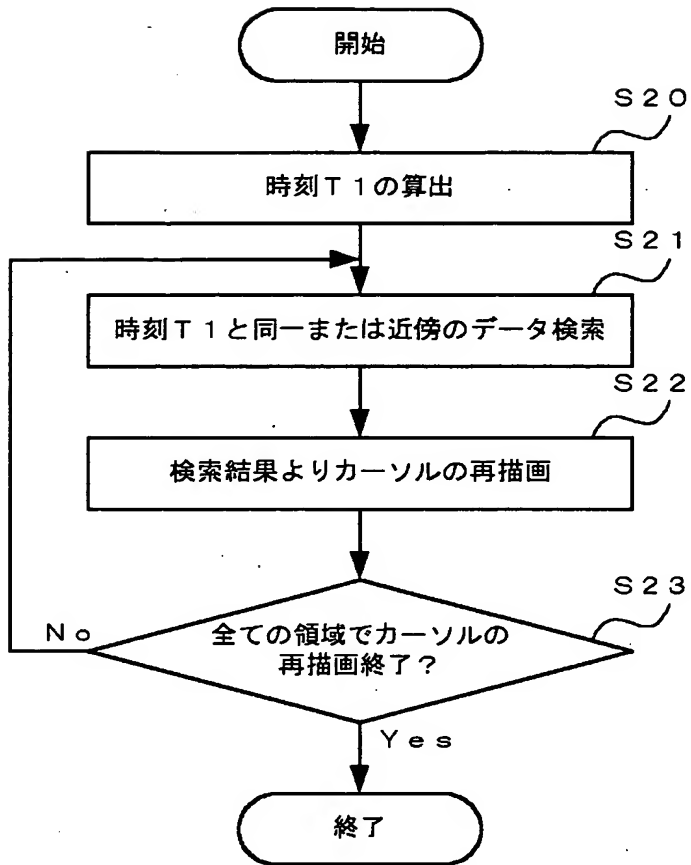 開始
S20
時刻T1の算出
S21
時刻T1と同一または近傍のデータ検索
S22
検索結果よりカーソルの再描画
S23
No
全ての領域でカーソルの
再描画終了?
Yes
終了